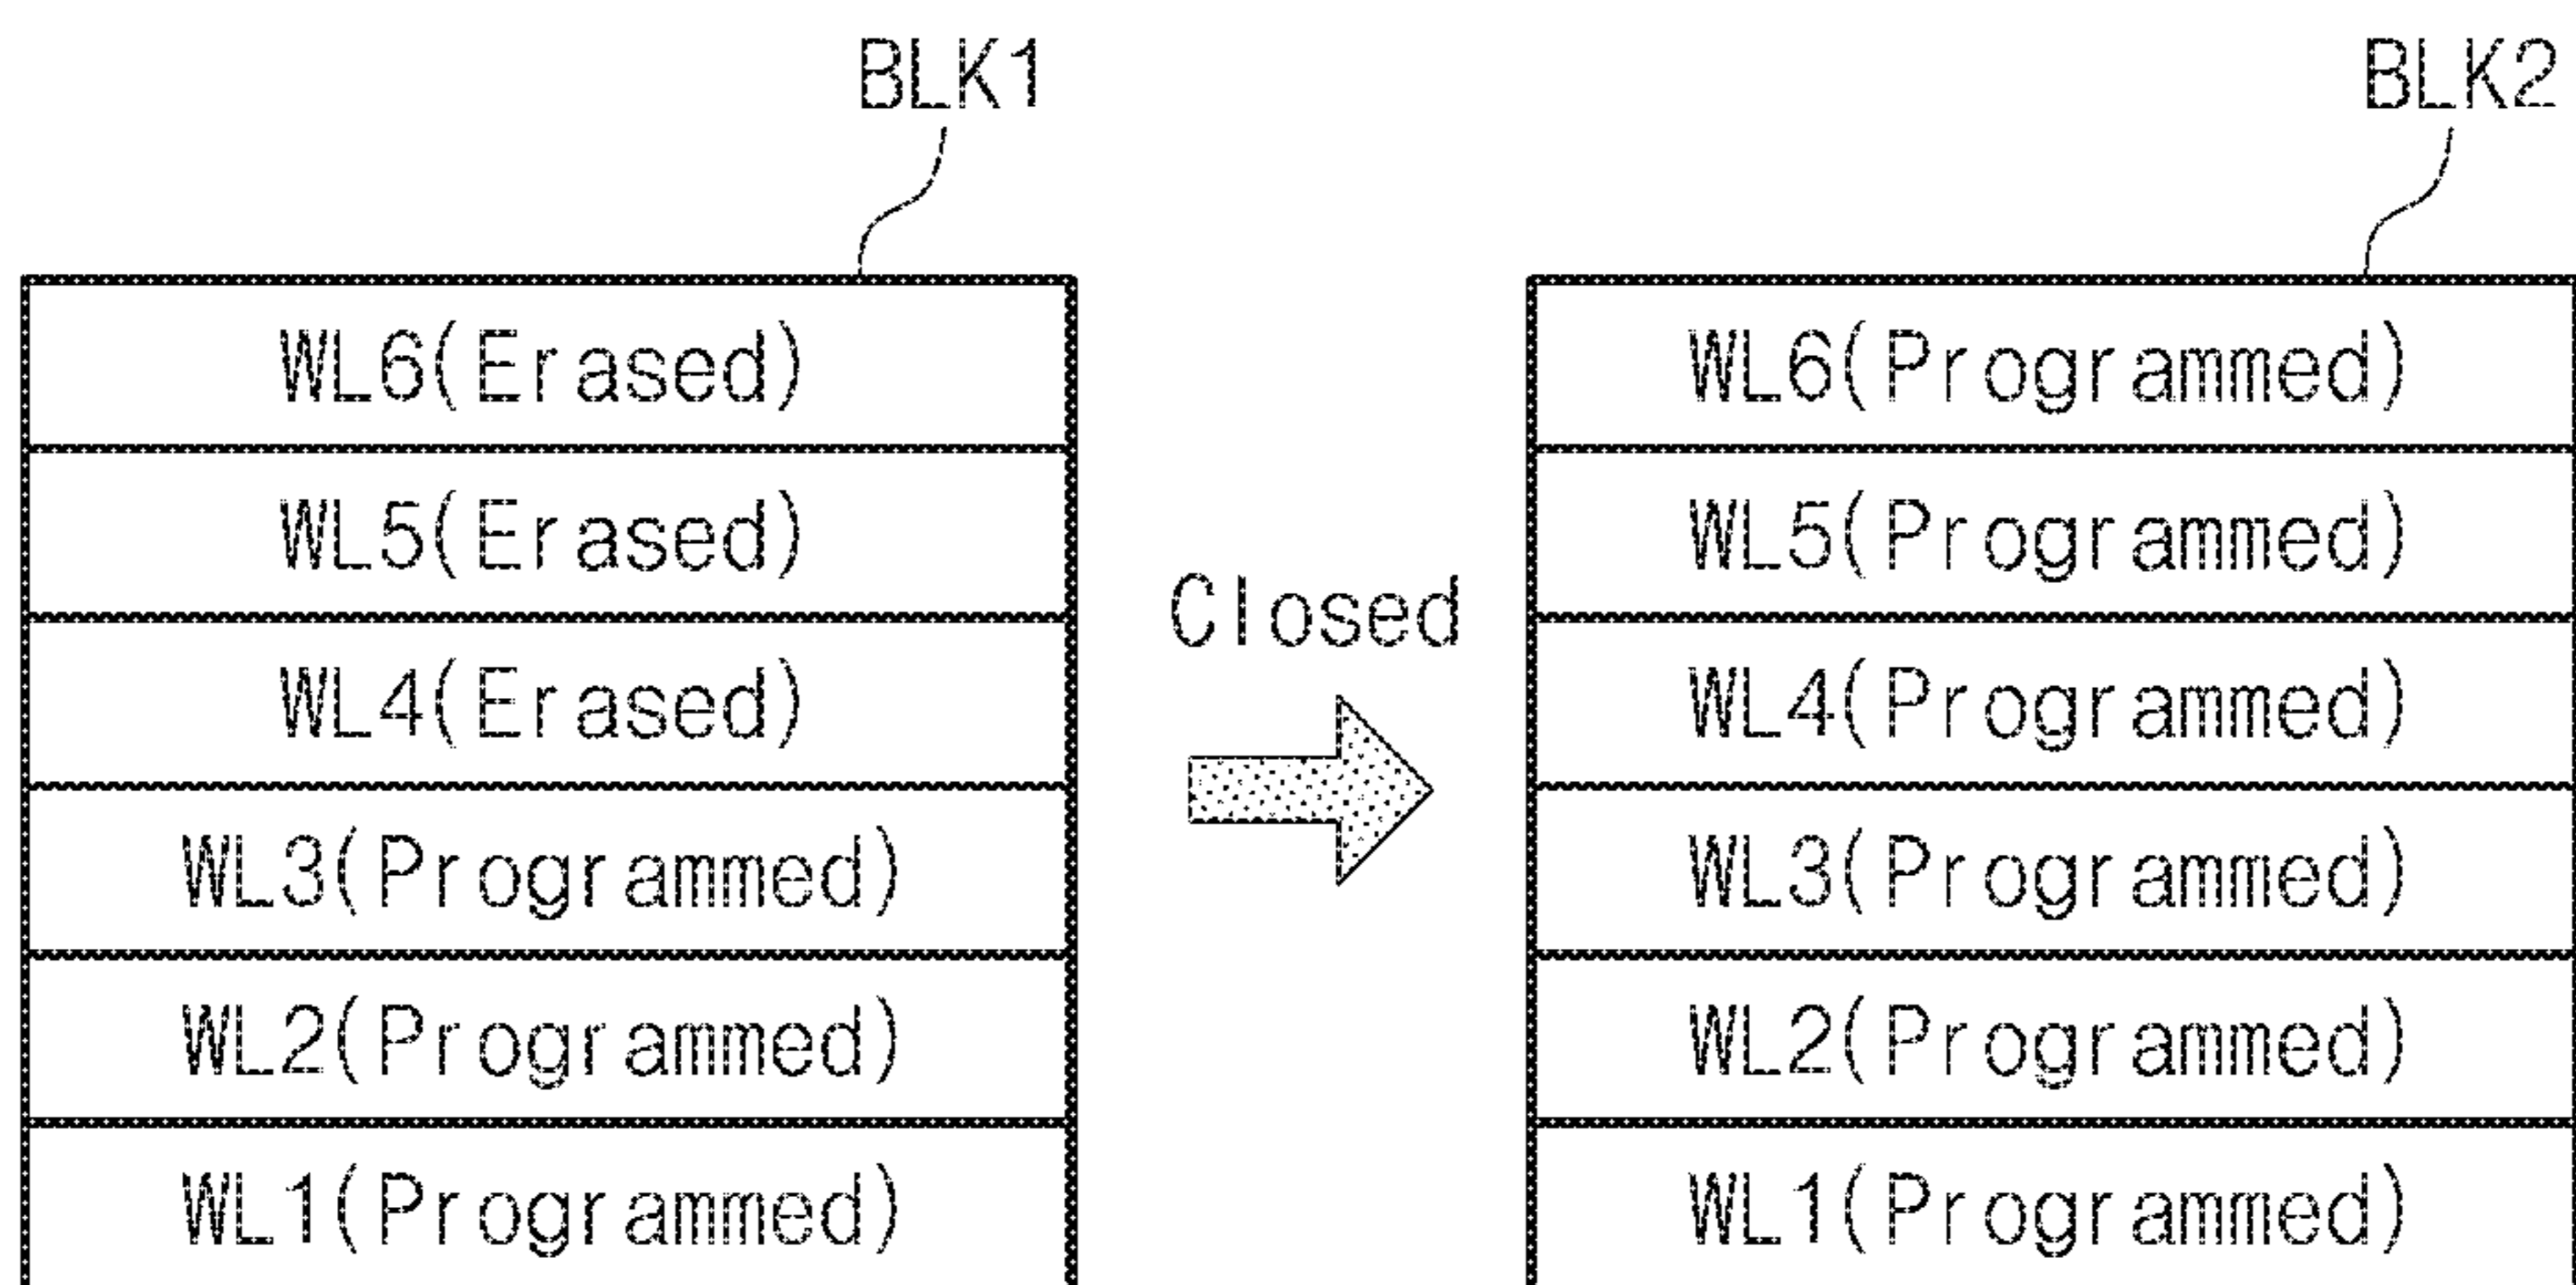 BLK1
BLK2
WL6(Erased)
WL5(Erased)
WL4(Erased)
WL3(Programmed)
WL2(Programmed)
WL1(Programmed)
Closed
WL6(Programmed)
WL5(Programmed)
WL4(Programmed)
WL3(Programmed)
WL2(Programmed)
WL1(Programmed)